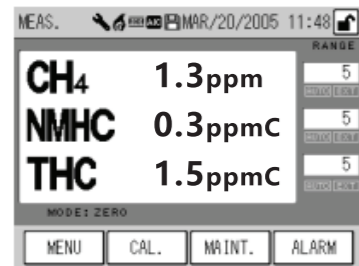 MEAS. MAR/20/2005 11:48
RANGE
CH4 1.3ppm 5
NMHC 0.3ppmC 5
THC 1.5ppmC 5
MODE: ZERO
MENU CAL. MAINT. ALARM